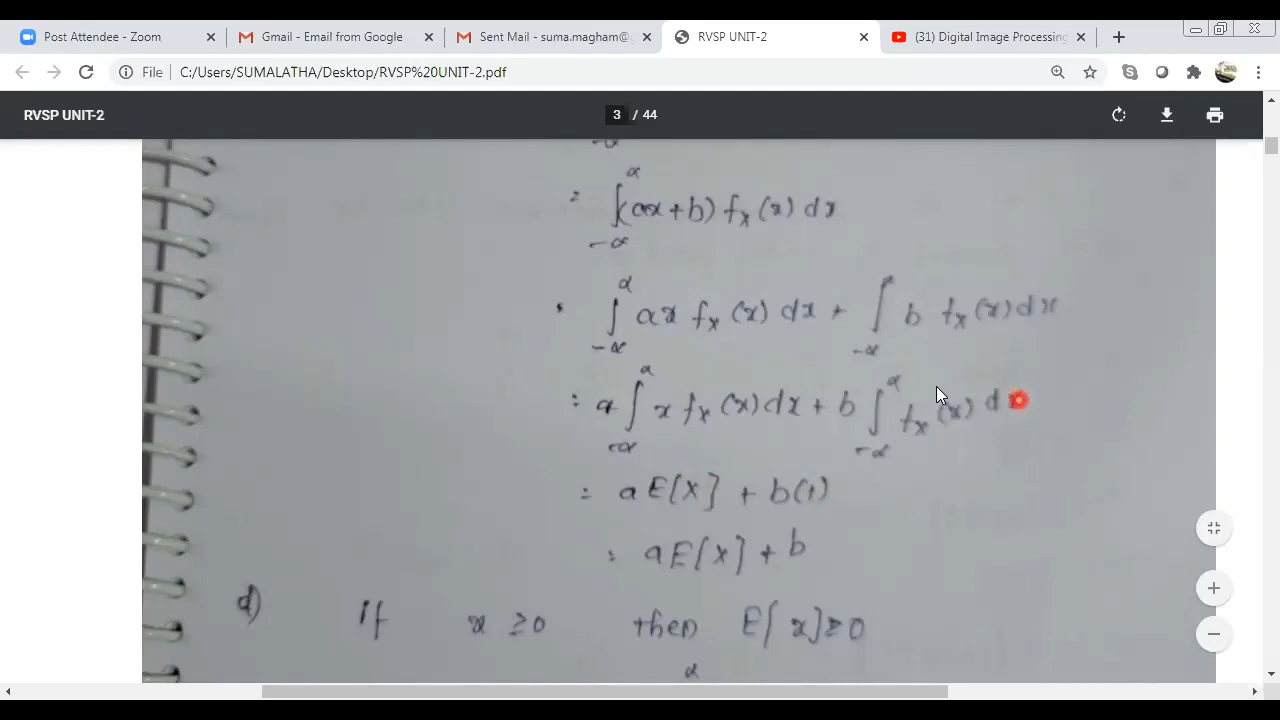 Post Attendee - Zoom
Gmail - Email from Google
Sent Mail - suma.magham@
RVSP UNIT-2
(31) Digital Image Processing
File C:/Users/SUMALATHA/Desktop/RVSP%20UNIT-2.pdf
RVSP UNIT-2
3 / 44
-α
= ∫_{-α}^{α} (ax+b) fx(x) dx
∫_{-α}^{α} ax fx(x) dx + ∫_{-α} b fx(x) dx
= a ∫_{-α}^{α} x fx(x) dx + b ∫_{-α}^{α} fx(x) dx
= a E[X] + b(1)
= a E[X] + b
d) If x ≥ 0 then E[x] ≥ 0
α